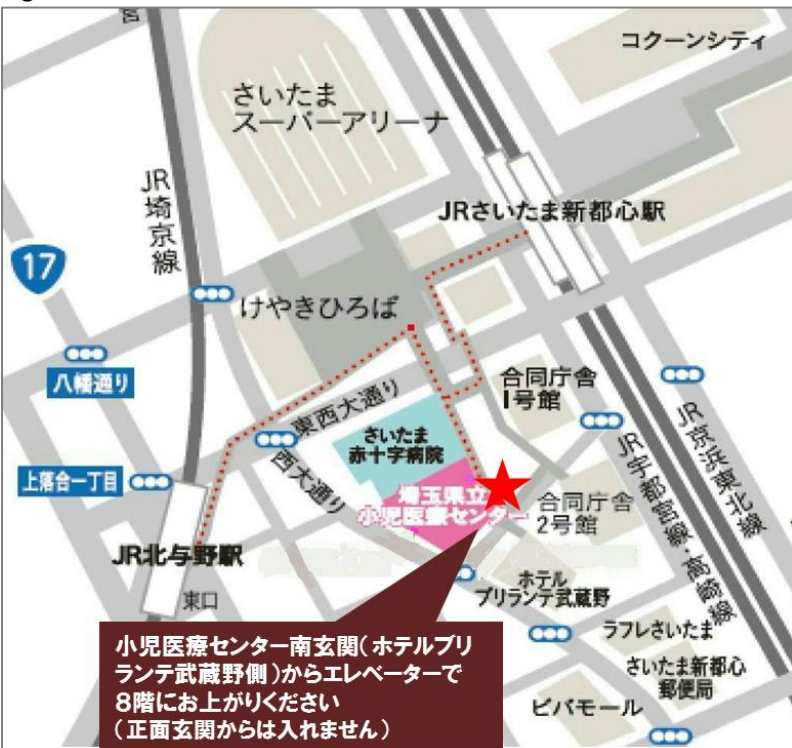 コクーンシティ
さいたま
スーパーアリーナ
JR埼京線
JRさいたま新都心駅
17
けやきひろば
八幡通り
合同庁舎
1号館
東西大通り
さいたま
赤十字病院
西大通り
上落合一丁目
埼玉県立
小児医療センター
合同庁舎
2号館
JR宇都宮線・高崎線
JR京浜東北線
JR北与野駅
東口
ホテル
ブリランテ武蔵野
ラフレさいたま
さいたま新都心
郵便局
ビバモール
小児医療センター南玄関(ホテルブリ
ランテ武蔵野側)からエレベーターで
8階にお上がりください
(正面玄関からは入れません)